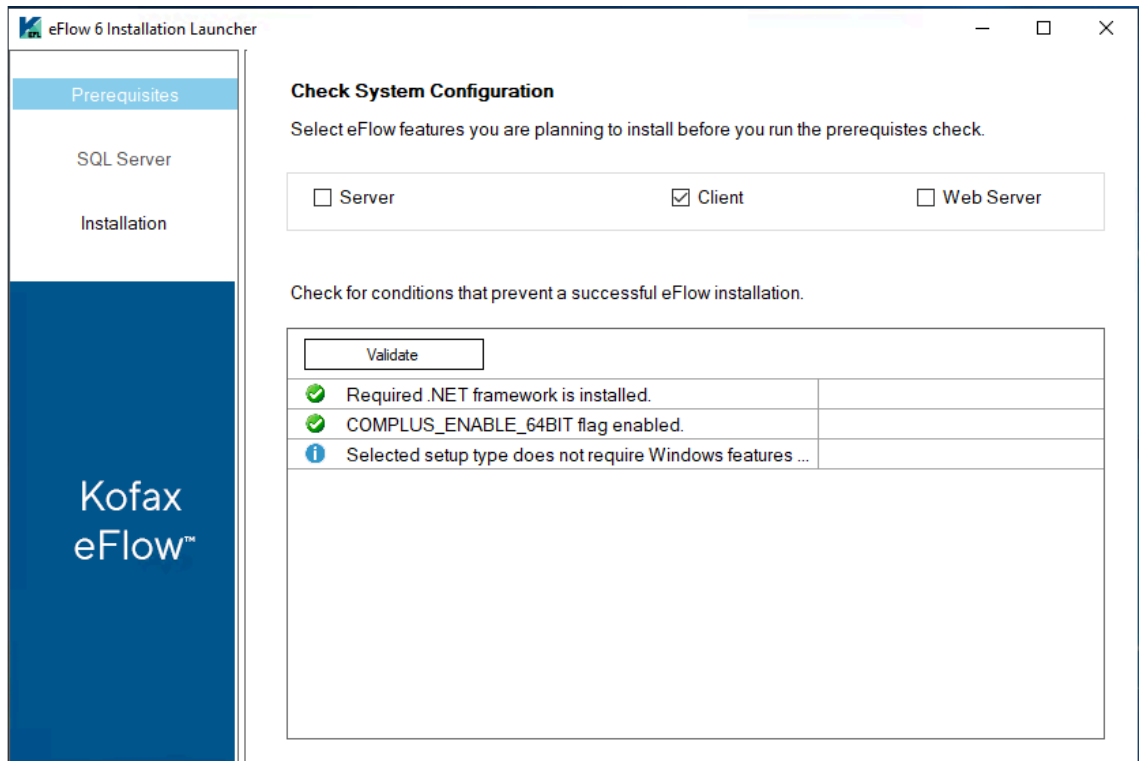 eFlow 6 Installation Launcher
Prerequisites
SQL Server
Installation
Kofax
eFlow™
Check System Configuration
Select eFlow features you are planning to install before you run the prerequistes check.
Server
Client
Web Server
Check for conditions that prevent a successful eFlow installation.
Validate
Required .NET framework is installed.
COMPLUS_ENABLE_64BIT flag enabled.
Selected setup type does not require Windows features ...